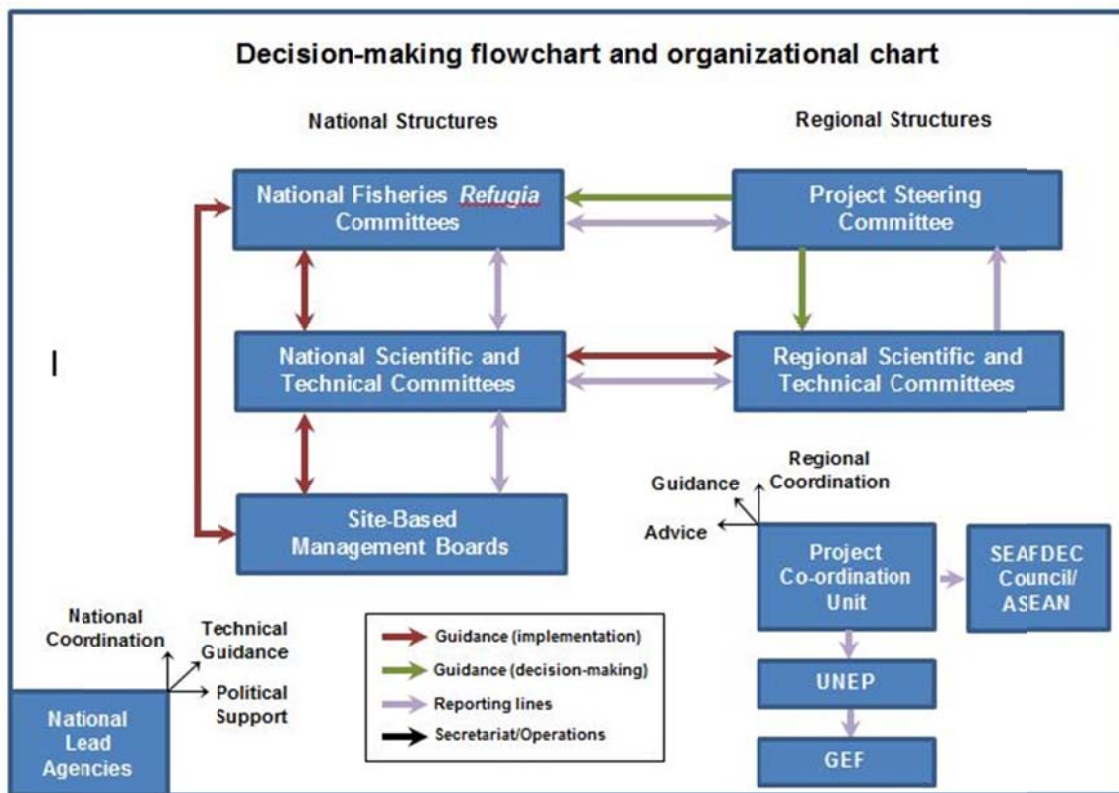 Decision-making flowchart and organizational chart
National Structures
Regional Structures
National Fisheries Refugia
Committees
Project Steering
Committee
National Scientific and
Technical Committees
Regional Scientific and
Technical Committees
Site-Based
Management Boards
Regional
Coordination
Guidance
Advice
Project
Co-ordination
Unit
SEAFDEC
Council/
ASEAN
UNEP
GEF
National
Coordination
Technical
Guidance
Political
Support
National
Lead
Agencies
Guidance (implementation)
Guidance (decision-making)
Reporting lines
Secretariat/Operations